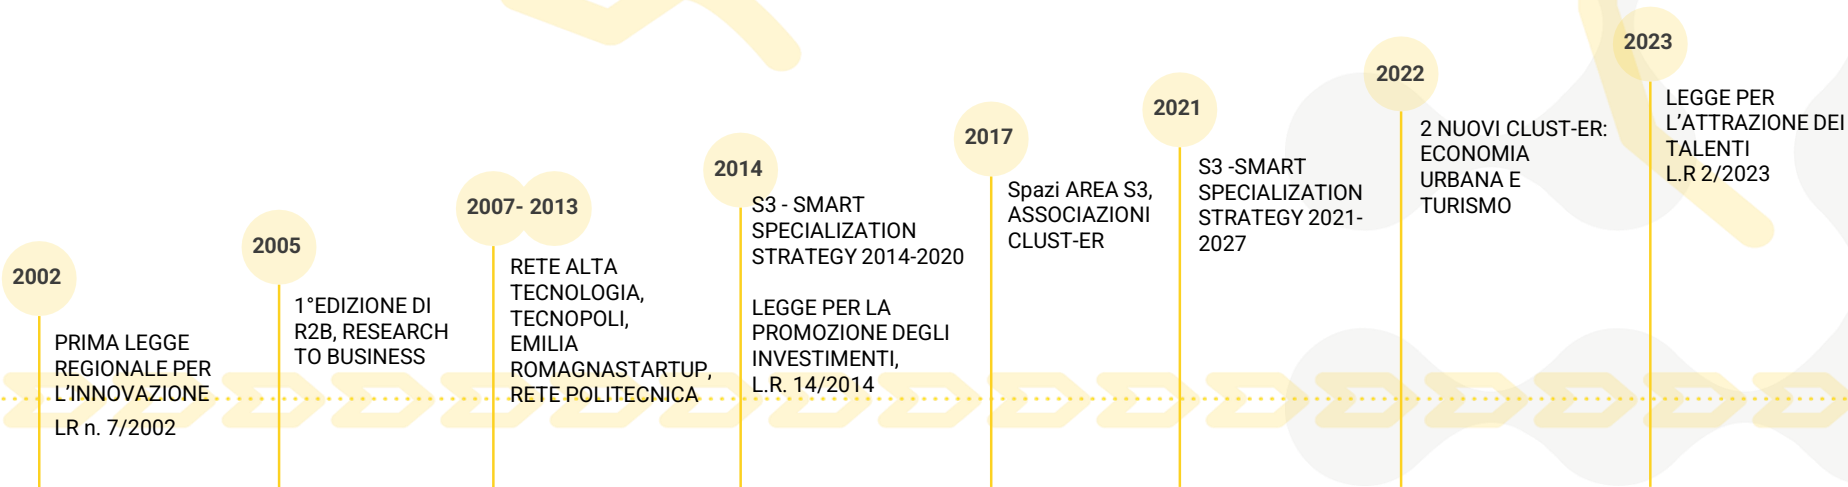 2002
PRIMA LEGGE
REGIONALE PER
L'INNOVAZIONE
LR n. 7/2002
2005
1°EDIZIONE DI
R2B, RESEARCH
TO BUSINESS
2007- 2013
RETE ALTA
TECNOLOGIA,
TECNOPOLI,
EMILIA
ROMAGNASTARTUP,
RETE POLITECNICA
2014
S3 - SMART
SPECIALIZATION
STRATEGY 2014-2020
LEGGE PER LA
PROMOZIONE DEGLI
INVESTIMENTI,
L.R. 14/2014
2017
Spazi AREA S3,
ASSOCIAZIONI
CLUST-ER
2021
S3 -SMART
SPECIALIZATION
STRATEGY 2021-
2027
2022
2 NUOVI CLUST-ER:
ECONOMIA
URBANA E
TURISMO
2023
LEGGE PER
L'ATTRAZIONE DEI
TALENTI
L.R 2/2023